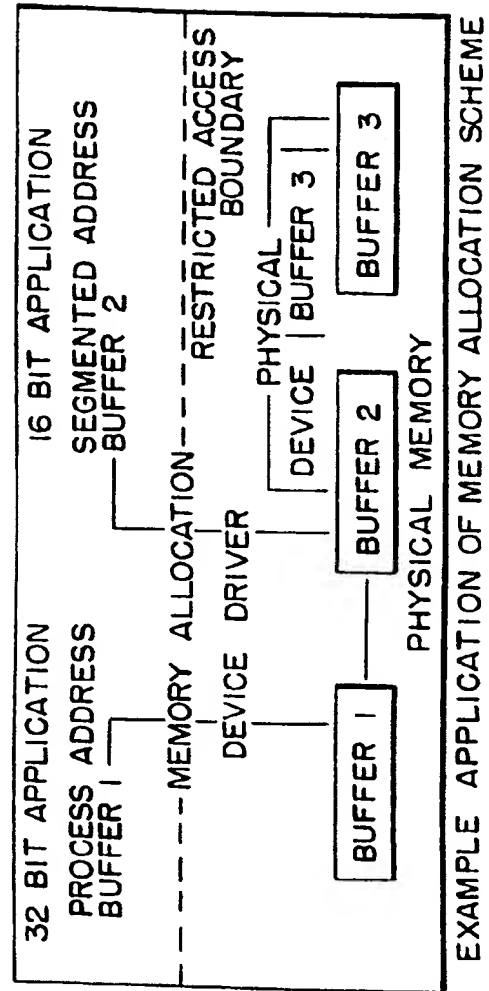 32 BIT APPLICATION
16 BIT APPLICATION
PROCESS ADDRESS
BUFFER 1
SEGMENTED ADDRESS
BUFFER 2
MEMORY ALLOCATION
DEVICE DRIVER
RESTRICTED ACCESS
BOUNDARY
PHYSICAL
DEVICE
BUFFER 3
BUFFER 1
BUFFER 2
BUFFER 3
PHYSICAL MEMORY
EXAMPLE APPLICATION OF MEMORY ALLOCATION SCHEME